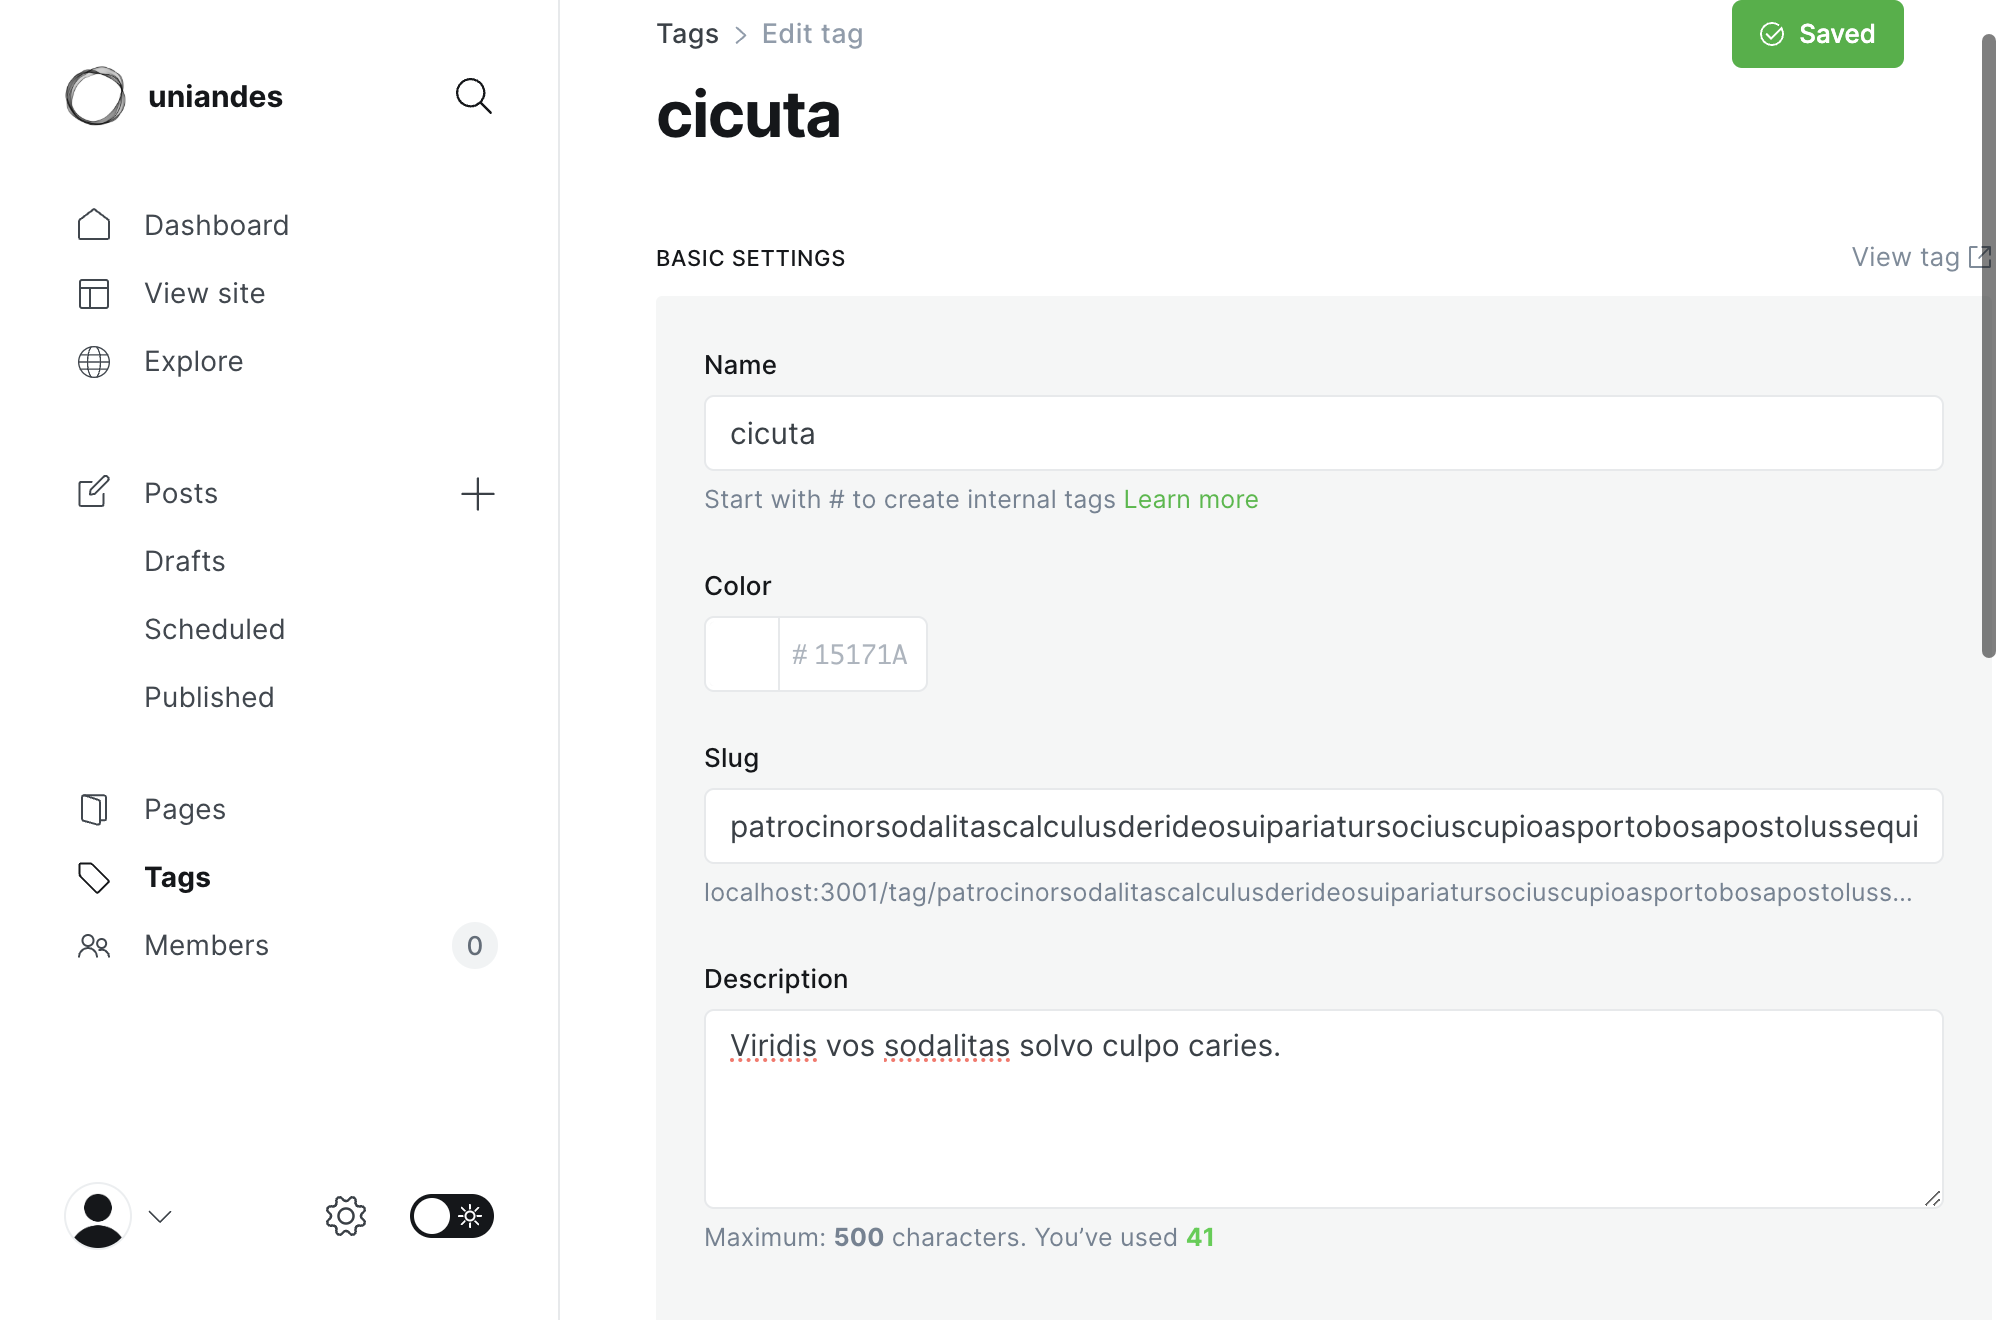 uniandes
Dashboard
View site
Explore
Posts
Drafts
Scheduled
Published
Pages
Tags
Members 0
Tags > Edit tag
Saved
cicuta
BASIC SETTINGS
View tag
Name
cicuta
Start with # to create internal tags Learn more
Color
# 15171A
Slug
patrocinorsodalitascalculusderideosuipariatursociuscupioasportobosapostolussequi
localhost:3001/tag/patrocinorsodalitascalculusderideosuipariatursociuscupioasportobosapostoluss...
Description
Viridis vos sodalitas solvo culpo caries.
Maximum: 500 characters. You’ve used 41